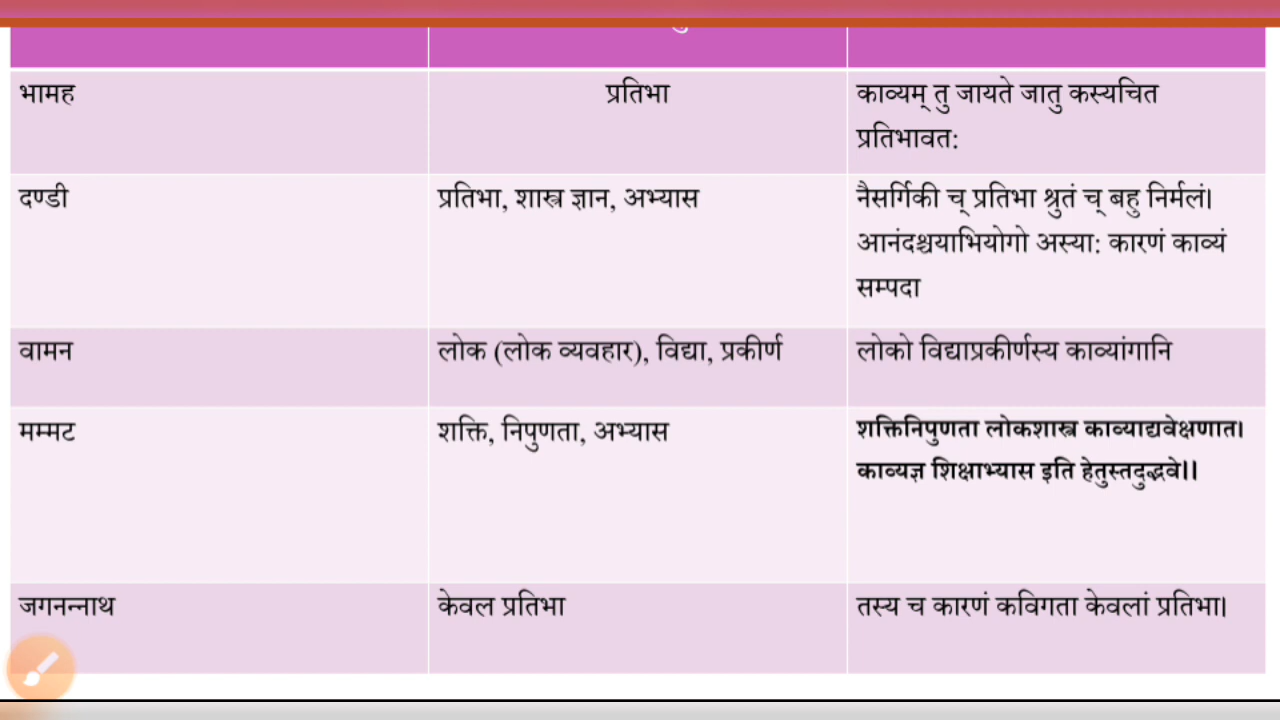 भामह
प्रतिभा
काव्यम् तु जायते जातु कस्यचित
प्रतिभावत:
दण्डी
प्रतिभा, शास्त्र ज्ञान, अभ्यास
नैसर्गिकी च् प्रतिभा श्रुतं च् बहु निर्मलं।
आनंदश्चयाभियोगो अस्या: कारणं काव्यं
सम्पदा
वामन
लोक (लोक व्यवहार), विद्या, प्रकीर्ण
लोको विद्याप्रकीर्णस्य काव्यांगानि
मम्मट
शक्ति, निपुणता, अभ्यास
शक्तिनिपुणता लोकशास्त्र काव्याद्यवेक्षणात।
काव्यज्ञ शिक्षाभ्यास इति हेतुस्तदुद्भवे।।
जगनन्नाथ
केवल प्रतिभा
तस्य च कारणं कविगता केवलां प्रतिभा।